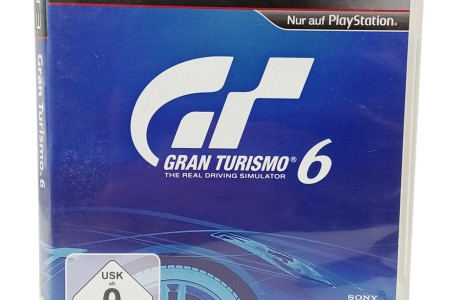 Nur auf PlayStation.
GT
GRAN TURISMO® 6
THE REAL DRIVING SIMULATOR
Gran Turismo® 6
USK
ab
0
SONY